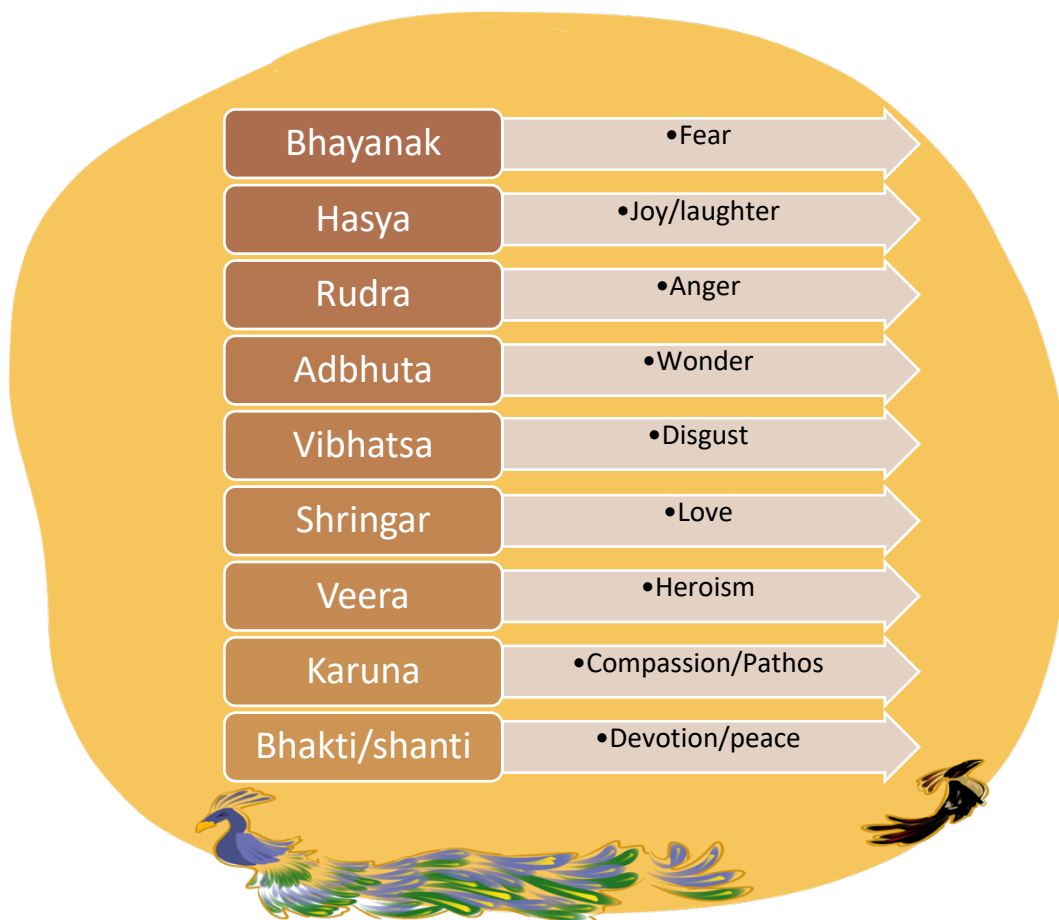 Bhayanak
•Fear
Hasya
•Joy/laughter
Rudra
•Anger
Adbhuta
•Wonder
Vibhatsa
•Disgust
Shringar
•Love
Veera
•Heroism
Karuna
•Compassion/Pathos
Bhakti/shanti
•Devotion/peace